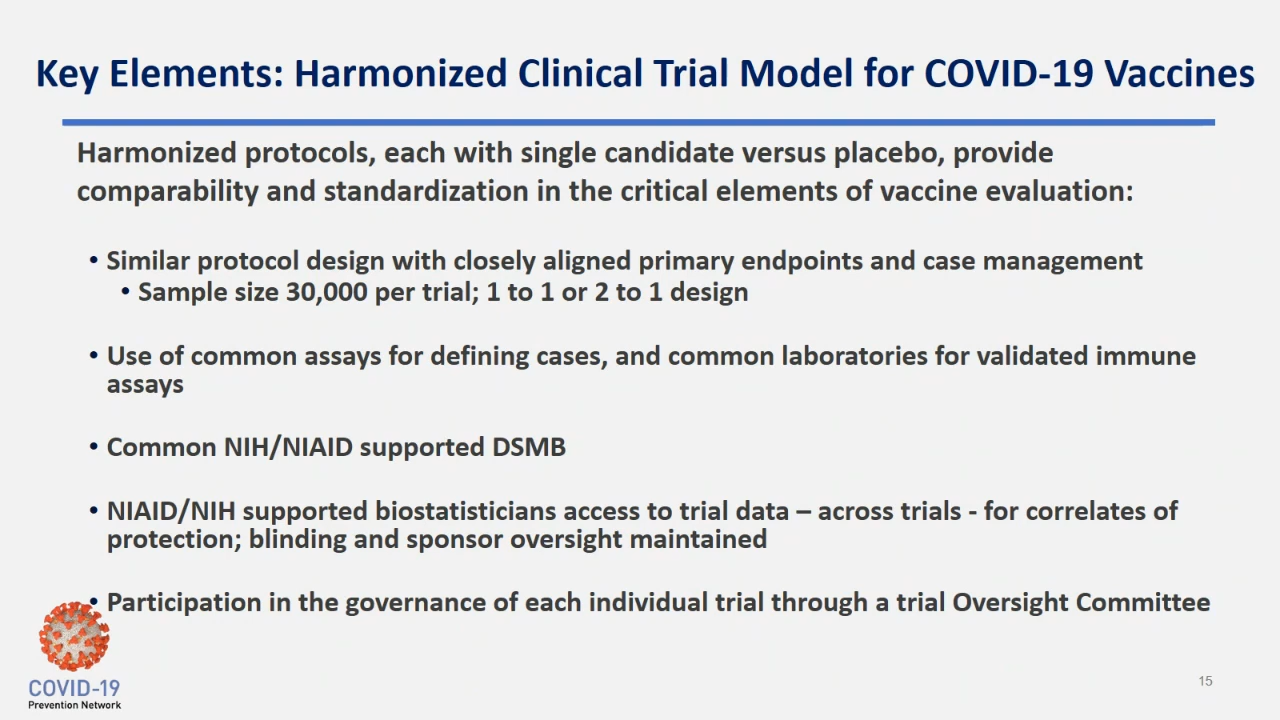 Key Elements: Harmonized Clinical Trial Model for COVID-19 Vaccines
Harmonized protocols, each with single candidate versus placebo, provide
comparability and standardization in the critical elements of vaccine evaluation:
• Similar protocol design with closely aligned primary endpoints and case management
• Sample size 30,000 per trial; 1 to 1 or 2 to 1 design
• Use of common assays for defining cases, and common laboratories for validated immune
assays
• Common NIH/NIAID supported DSMB
• NIAID/NIH supported biostatisticians access to trial data – across trials - for correlates of
protection; blinding and sponsor oversight maintained
• Participation in the governance of each individual trial through a trial Oversight Committee
COVID-19
Prevention Network
15